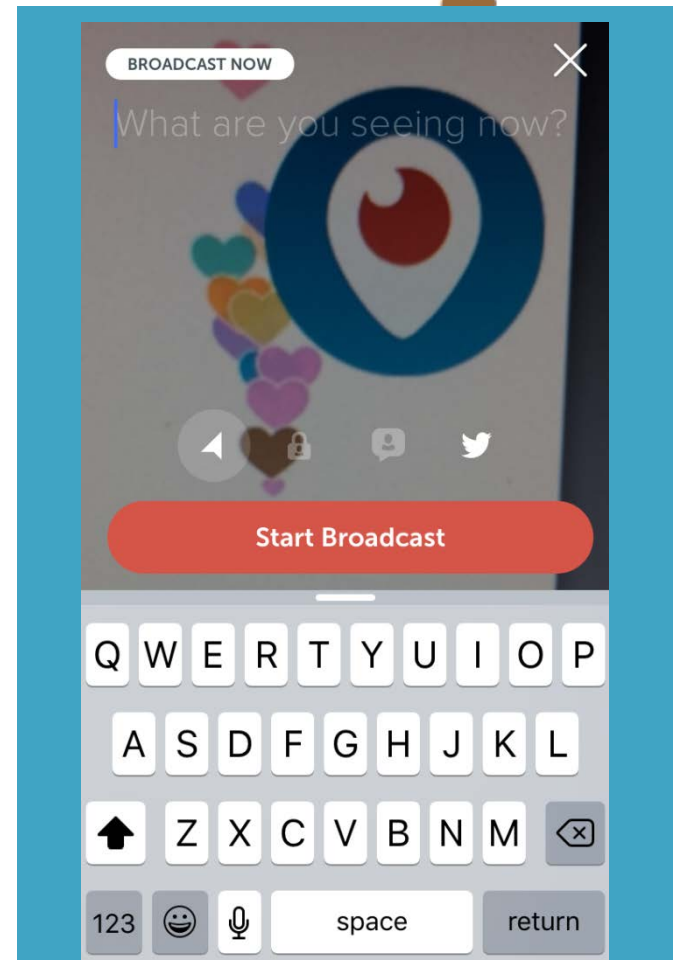 BROADCAST NOW
What are you seeing now?
Start Broadcast
Q W E R T Y U I O P
A S D F G H J K L
Z X C V B N M
123 space return